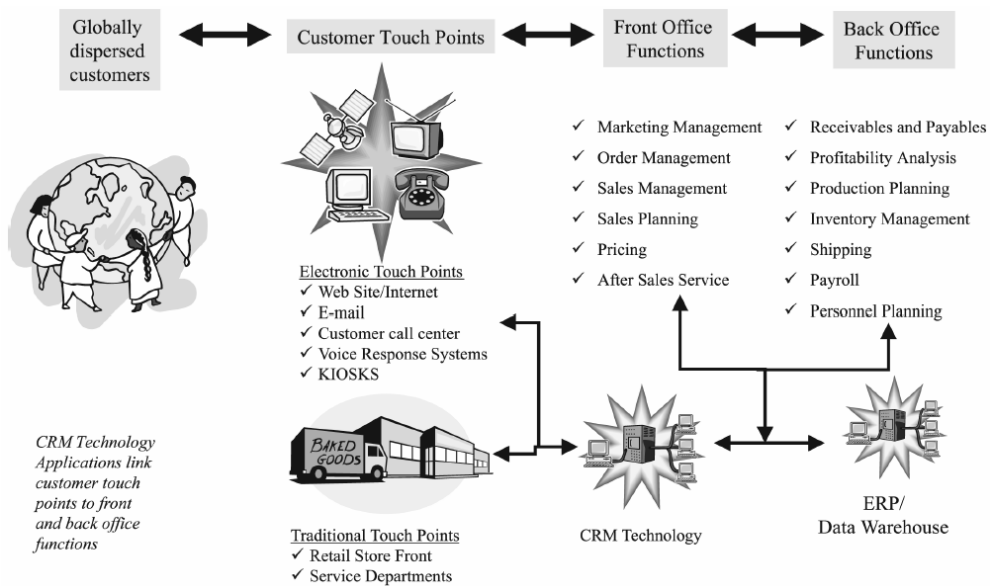 Globally
dispersed
customers
Customer Touch Points
Front Office
Functions
Back Office
Functions
Electronic Touch Points
✓ Web Site/Internet
✓ E-mail
✓ Customer call center
✓ Voice Response Systems
✓ KIOSKS
BAKED
GOODS
Traditional Touch Points
✓ Retail Store Front
✓ Service Departments
✓ Marketing Management
✓ Order Management
✓ Sales Management
✓ Sales Planning
✓ Pricing
✓ After Sales Service
✓ Receivables and Payables
✓ Profitability Analysis
✓ Production Planning
✓ Inventory Management
✓ Shipping
✓ Payroll
✓ Personnel Planning
CRM Technology
Applications link
customer touch
points to front
and back office
functions
CRM Technology
ERP/
Data Warehouse